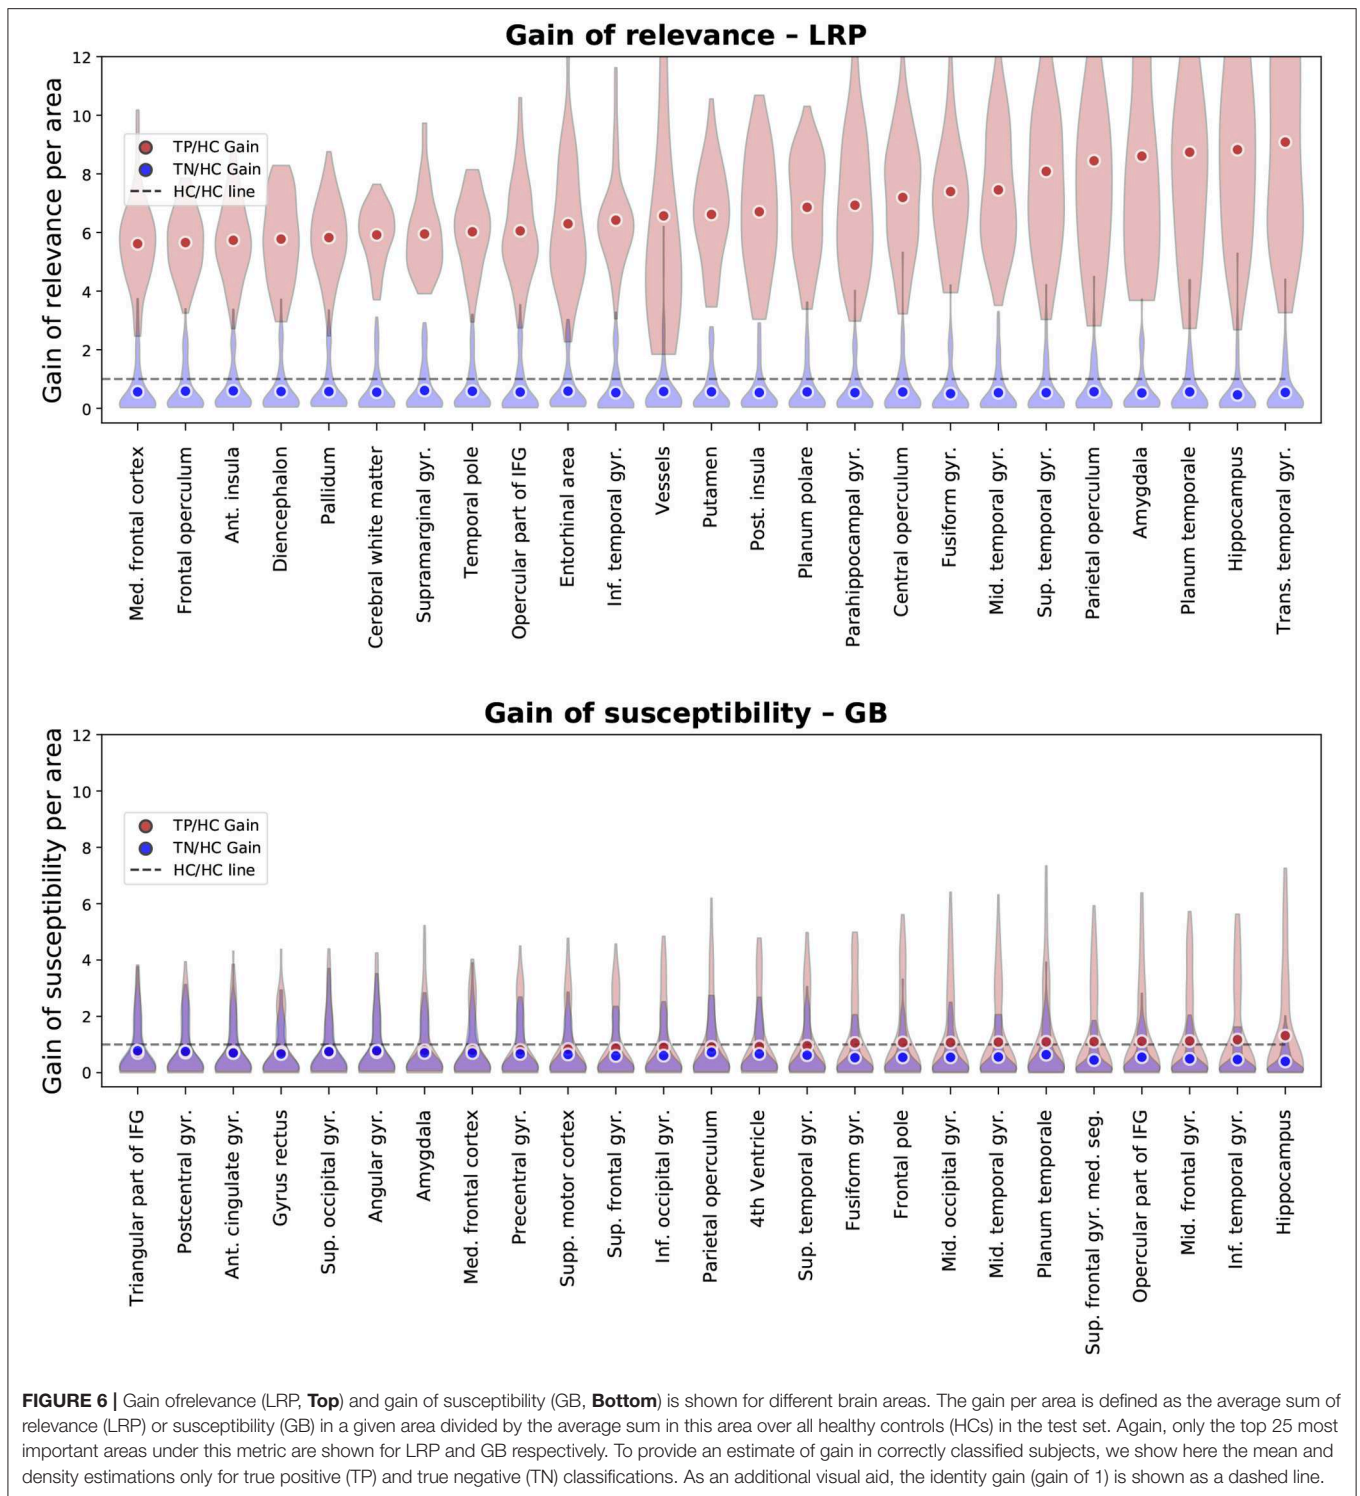 Gain of relevance – LRP
Gain of relevance per area
12
10
8
6
4
2
0
TP/HC Gain
TN/HC Gain
HC/HC line
Med. frontal cortex
Frontal operculum
Ant. insula
Diencephalon
Pallidum
Cerebral white matter
Supramarginal gyr.
Temporal pole
Opercular part of IFG
Entorhinal area
Inf. temporal gyr.
Vessels
Putamen
Post. insula
Planum polare
Parahippocampal gyr.
Central operculum
Fusiform gyr.
Mid. temporal gyr.
Sup. temporal gyr.
Parietal operculum
Amygdala
Planum temporale
Hippocampus
Trans. temporal gyr.
Gain of susceptibility – GB
Gain of susceptibility per area
12
10
8
6
4
2
0
TP/HC Gain
TN/HC Gain
HC/HC line
Triangular part of IFG
Postcentral gyr.
Ant. cingulate gyr.
Gyrus rectus
Sup. occipital gyr.
Angular gyr.
Amygdala
Med. frontal cortex
Precentral gyr.
Supp. motor cortex
Sup. frontal gyr.
Inf. occipital gyr.
Parietal operculum
4th Ventricle
Sup. temporal gyr.
Fusiform gyr.
Frontal pole
Mid. occipital gyr.
Mid. temporal gyr.
Planum temporale
Sup. frontal gyr. med. seg.
Opercular part of IFG
Mid. frontal gyr.
Inf. temporal gyr.
Hippocampus
FIGURE 6 | Gain ofrelevance (LRP, Top) and gain of susceptibility (GB, Bottom) is shown for different brain areas. The gain per area is defined as the average sum of
relevance (LRP) or susceptibility (GB) in a given area divided by the average sum in this area over all healthy controls (HCs) in the test set. Again, only the top 25 most
important areas under this metric are shown for LRP and GB respectively. To provide an estimate of gain in correctly classified subjects, we show here the mean and
density estimations only for true positive (TP) and true negative (TN) classifications. As an additional visual aid, the identity gain (gain of 1) is shown as a dashed line.